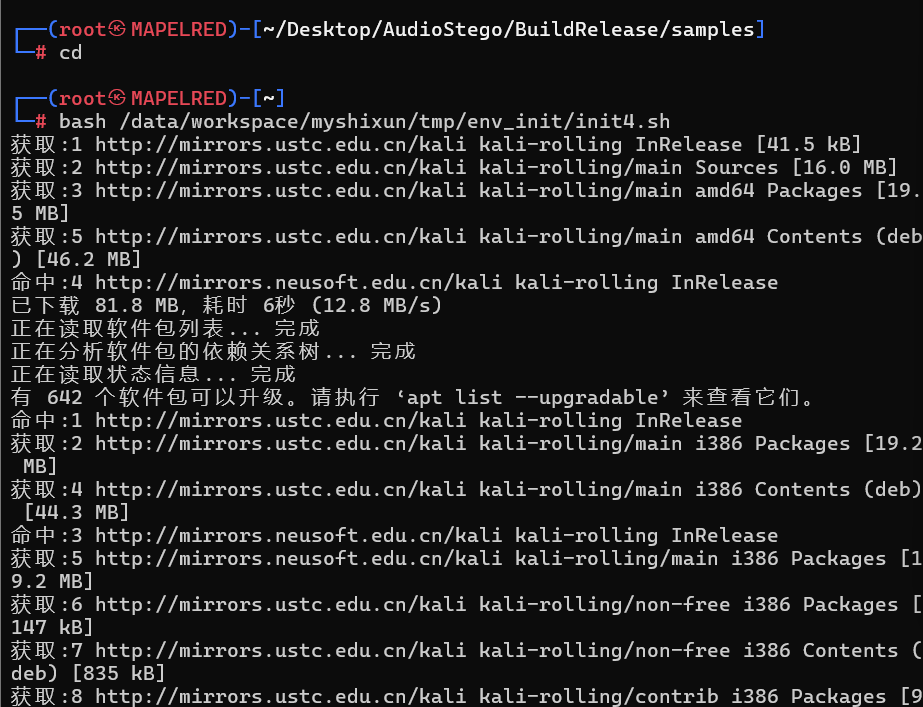 ┌──(root㉿MAPELRED)-[~/Desktop/AudioStego/BuildRelease/samples]
└─# cd
┌──(root㉿MAPELRED)-[~]
└─# bash /data/workspace/myshixun/tmp/env_init/init4.sh
获取:1 http://mirrors.ustc.edu.cn/kali kali-rolling InRelease [41.5 kB]
获取:2 http://mirrors.ustc.edu.cn/kali kali-rolling/main Sources [16.0 MB]
获取:3 http://mirrors.ustc.edu.cn/kali kali-rolling/main amd64 Packages [19.
5 MB]
获取:5 http://mirrors.ustc.edu.cn/kali kali-rolling/main amd64 Contents (deb
) [46.2 MB]
命中:4 http://mirrors.neusoft.edu.cn/kali kali-rolling InRelease
已下载 81.8 MB，耗时 6秒 (12.8 MB/s)
正在读取软件包列表... 完成
正在分析软件包的依赖关系树... 完成
正在读取状态信息... 完成
有 642 个软件包可以升级。请执行 ‘apt list --upgradable’ 来查看它们。
命中:1 http://mirrors.ustc.edu.cn/kali kali-rolling InRelease
获取:2 http://mirrors.ustc.edu.cn/kali kali-rolling/main i386 Packages [19.2
MB]
获取:4 http://mirrors.ustc.edu.cn/kali kali-rolling/main i386 Contents (deb)
[44.3 MB]
命中:3 http://mirrors.neusoft.edu.cn/kali kali-rolling InRelease
获取:5 http://mirrors.neusoft.edu.cn/kali kali-rolling/main i386 Packages [1
9.2 MB]
获取:6 http://mirrors.ustc.edu.cn/kali kali-rolling/non-free i386 Packages [
147 kB]
获取:7 http://mirrors.ustc.edu.cn/kali kali-rolling/non-free i386 Contents (
deb) [835 kB]
获取:8 http://mirrors.ustc.edu.cn/kali kali-rolling/contrib i386 Packages [9